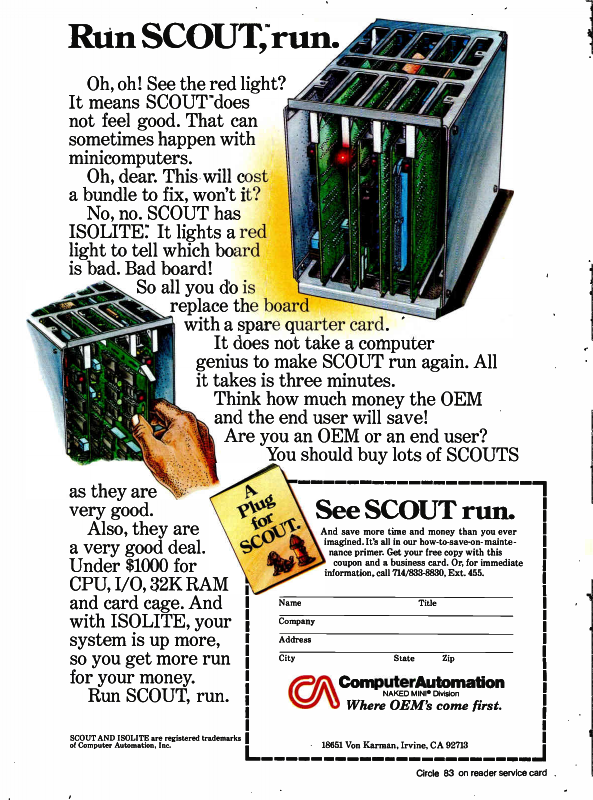 Run SCOUT,™ run.
Oh, oh! See the red light?
It means SCOUT™ does
not feel good. That can
sometimes happen with
minicomputers.
Oh, dear. This will cost
a bundle to fix, won't it?
No, no. SCOUT has
ISOLITE.™ It lights a red
light to tell which board
is bad. Bad board!
So all you do is
replace the board
with a spare quarter card.
It does not take a computer
genius to make SCOUT run again. All
it takes is three minutes.
Think how much money the OEM
and the end user will save!
Are you an OEM or an end user?
You should buy lots of SCOUTS
as they are
very good.
Also, they are
a very good deal.
Under $1000 for
CPU, I/O, 32K RAM
and card cage. And
with ISOLITE, your
system is up more,
so you get more run
for your money.
Run SCOUT, run.
SCOUT AND ISOLITE are registered trademarks
of Computer Automation, Inc.
A
Plug
for
SCOUT.
See SCOUT run.
And save more time and money than you ever
imagined. It's all in our how-to-save-on-mainte-
nance primer. Get your free copy with this
coupon and a business card. Or, for immediate
information, call 714/833-8830, Ext. 455.
Name Title
Company
Address
City State Zip
CA ComputerAutomation
NAKED MINI® Division
Where OEM's come first.
18651 Von Karman, Irvine, CA 92713
Circle 83 on reader service card